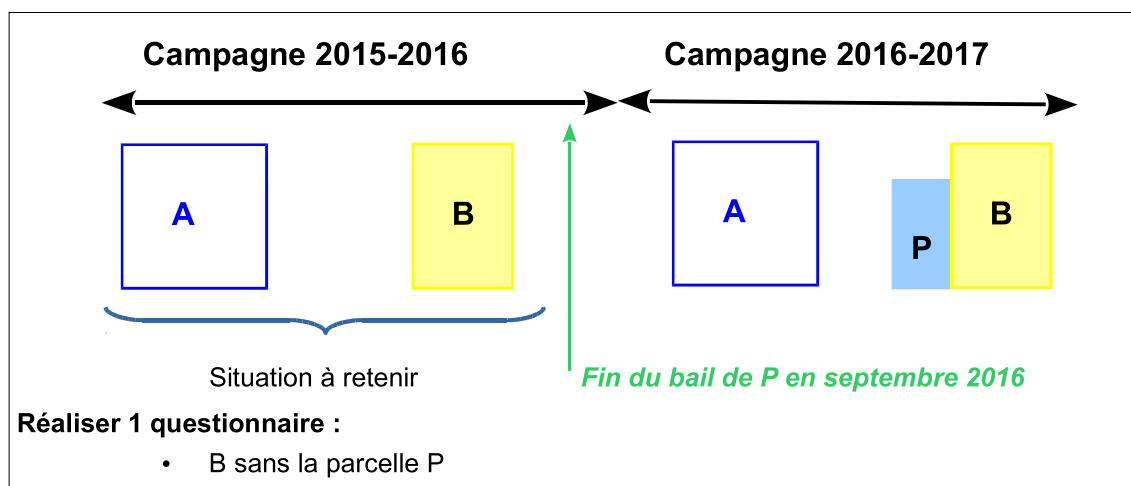 Campagne 2015-2016
Campagne 2016-2017
A
B
A
P
B
Situation à retenir
Fin du bail de P en septembre 2016
Réaliser 1 questionnaire :
• B sans la parcelle P